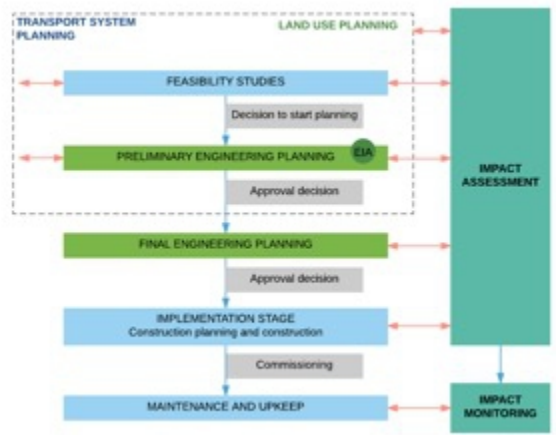 TRANSPORT SYSTEM
PLANNING
LAND USE PLANNING
FEASIBILITY STUDIES
Decision to start planning
PRELIMINARY ENGINEERING PLANNING
EIA
Approval decision
IMPACT
ASSESSMENT
FINAL ENGINEERING PLANNING
Approval decision
IMPLEMENTATION STAGE
Construction planning and construction
Commissioning
MAINTENANCE AND UPKEEP
IMPACT
MONITORING